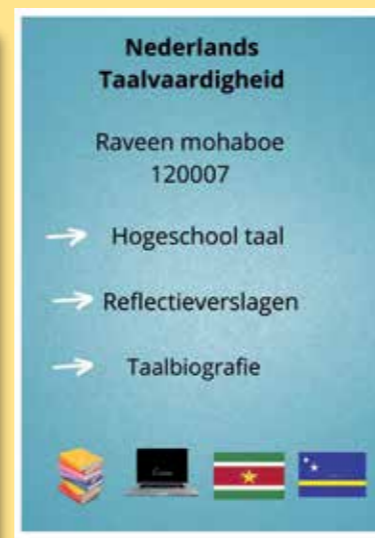 Nederlands
Taalvaardigheid
Raveen mohaboe
120007
Hogeschool taal
Reflectieverslagen
Taalbiografie